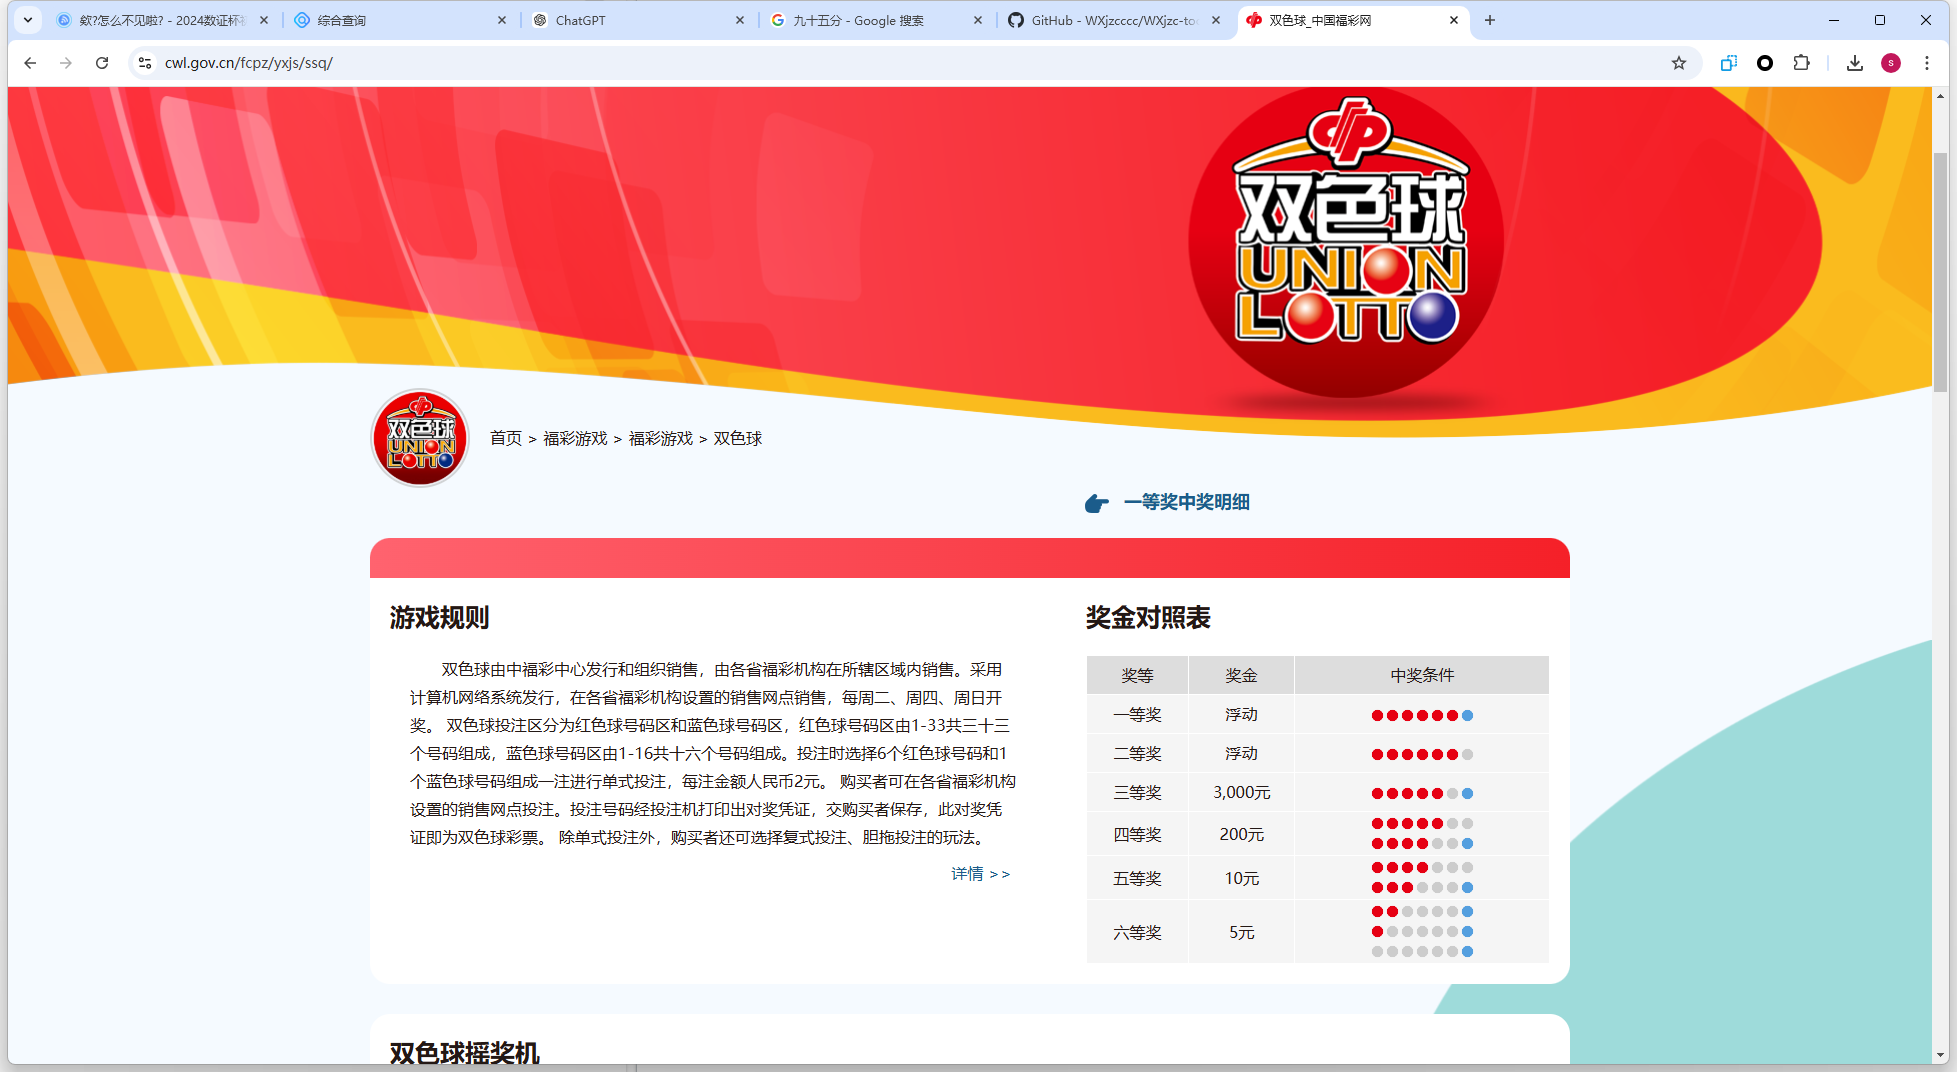 欸?怎么不见啦? - 2024数证杯
综合查询
ChatGPT
九十五分 - Google 搜索
GitHub - WXjzcccc/WXjzc-too
双色球_中国福彩网
cwl.gov.cn/fcpz/yxjs/ssq/
s
双色球
UNION
LOTTO
双色球
UNION
LOTTO
首页 > 福彩游戏 > 福彩游戏 > 双色球
一等奖中奖明细
游戏规则
双色球由中福彩中心发行和组织销售，由各省福彩机构在所辖区域内销售。采用
计算机网络系统发行，在各省福彩机构设置的销售网点销售，每周二、周四、周日开
奖。 双色球投注区分为红色球号码区和蓝色球号码区，红色球号码区由1-33共三十三
个号码组成，蓝色球号码区由1-16共十六个号码组成。投注时选择6个红色球号码和1
个蓝色球号码组成一注进行单式投注，每注金额人民币2元。 购买者可在各省福彩机构
设置的销售网点投注。投注号码经投注机打印出对奖凭证，交购买者保存，此对奖凭
证即为双色球彩票。 除单式投注外，购买者还可选择复式投注、胆拖投注的玩法。
详情 >>
奖金对照表
奖等 奖金 中奖条件
一等奖 浮动
二等奖 浮动
三等奖 3,000元
四等奖 200元
五等奖 10元
六等奖 5元
双色球摇奖机